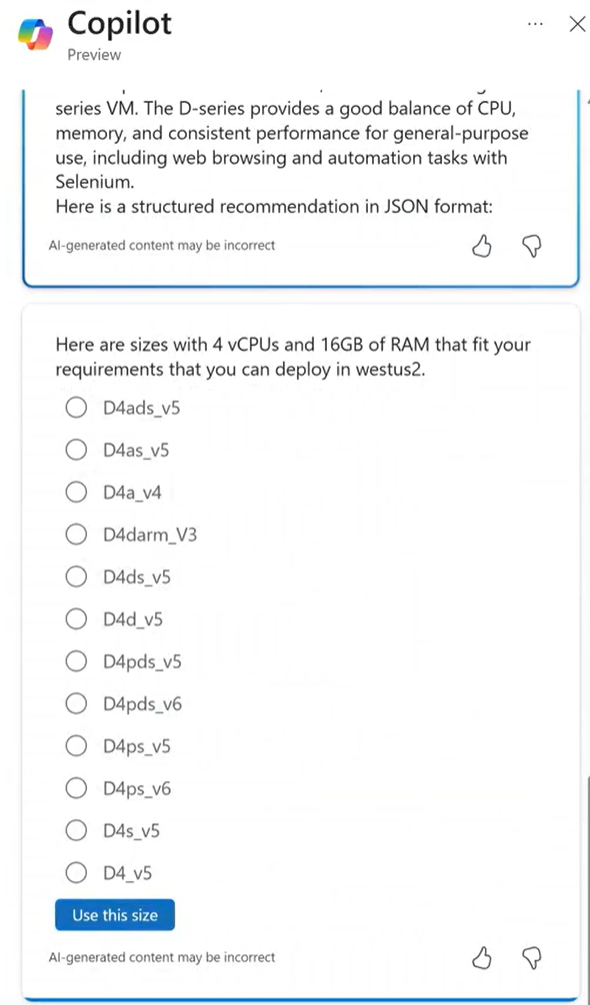 Copilot
Preview
series VM. The D-series provides a good balance of CPU,
memory, and consistent performance for general-purpose
use, including web browsing and automation tasks with
Selenium.
Here is a structured recommendation in JSON format:
AI-generated content may be incorrect
Here are sizes with 4 vCPUs and 16GB of RAM that fit your
requirements that you can deploy in westus2.
D4ads_v5
D4as_v5
D4a_v4
D4darm_V3
D4ds_v5
D4d_v5
D4pds_v5
D4pds_v6
D4ps_v5
D4ps_v6
D4s_v5
D4_v5
Use this size
AI-generated content may be incorrect